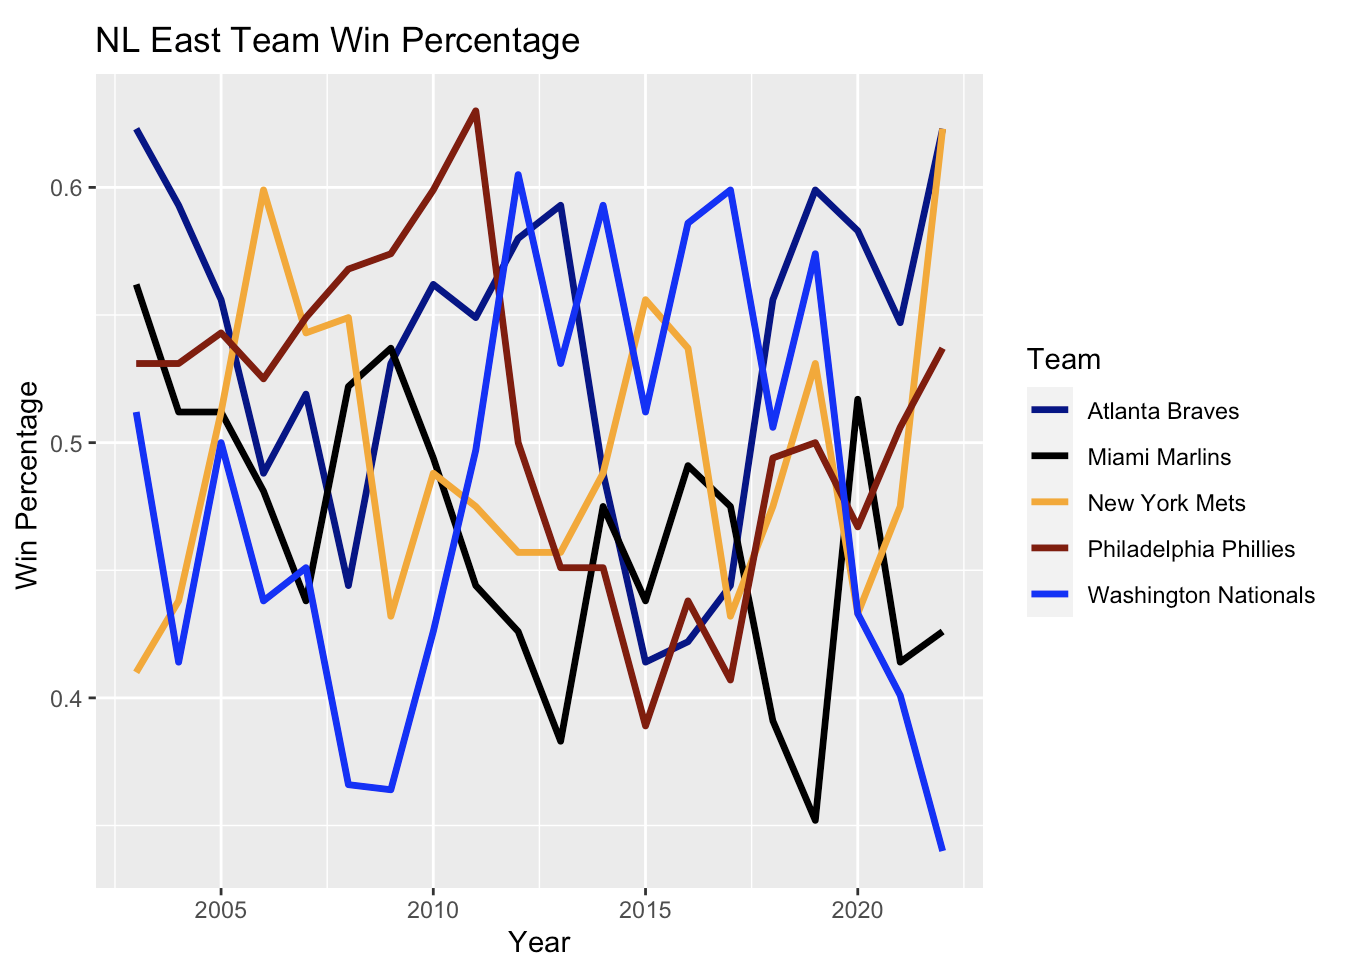 NL East Team Win Percentage
Win Percentage
0.6
0.5
0.4
2005 2010 2015 2020
Year
Team
Atlanta Braves
Miami Marlins
New York Mets
Philadelphia Phillies
Washington Nationals